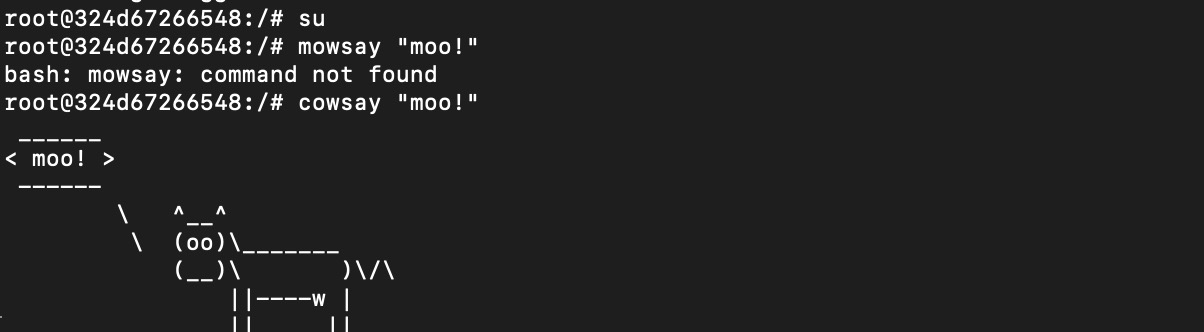 root@324d67266548:/# su
root@324d67266548:/# mowsay "moo!"
bash: mowsay: command not found
root@324d67266548:/# cowsay "moo!"
 ______
< moo! >
 ------
        \   ^__^
         \  (oo)\_______
            (__)\       )\/\
                ||----w |
                ||     ||